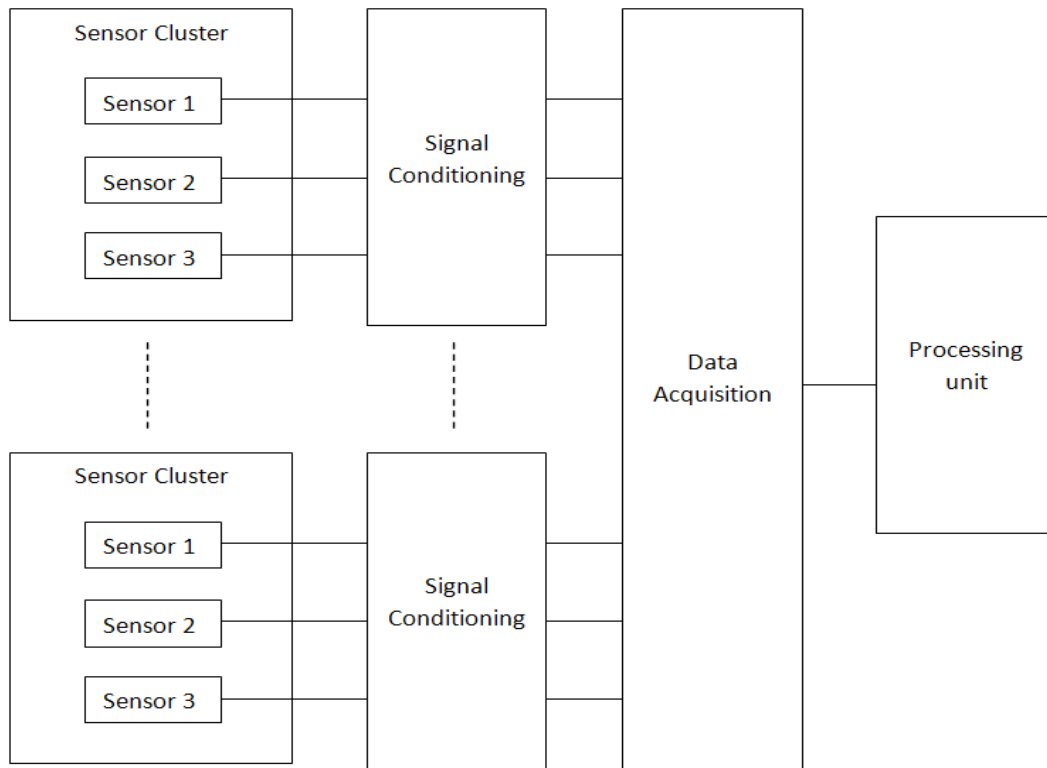 Sensor Cluster
Sensor 1
Sensor 2
Sensor 3
Signal
Conditioning
Data
Acquisition
Processing
unit
Sensor Cluster
Sensor 1
Sensor 2
Sensor 3
Signal
Conditioning